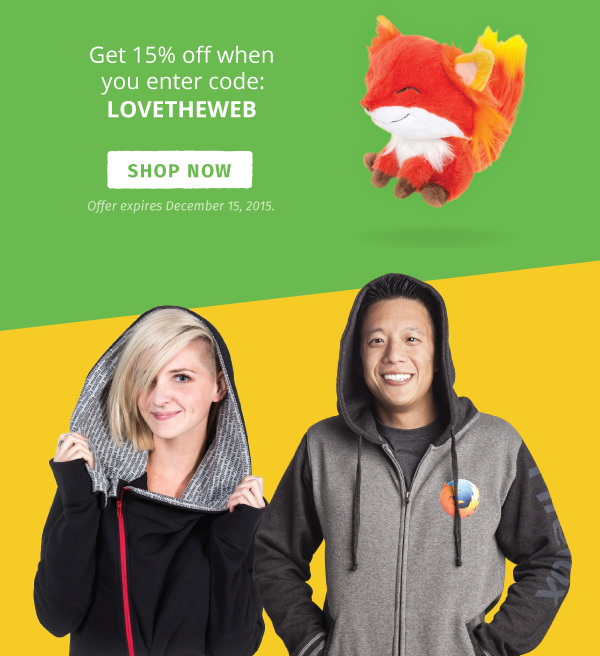 Get 15% off when
you enter code:
LOVETHEWEB
SHOP NOW
Offer expires December 15, 2015.